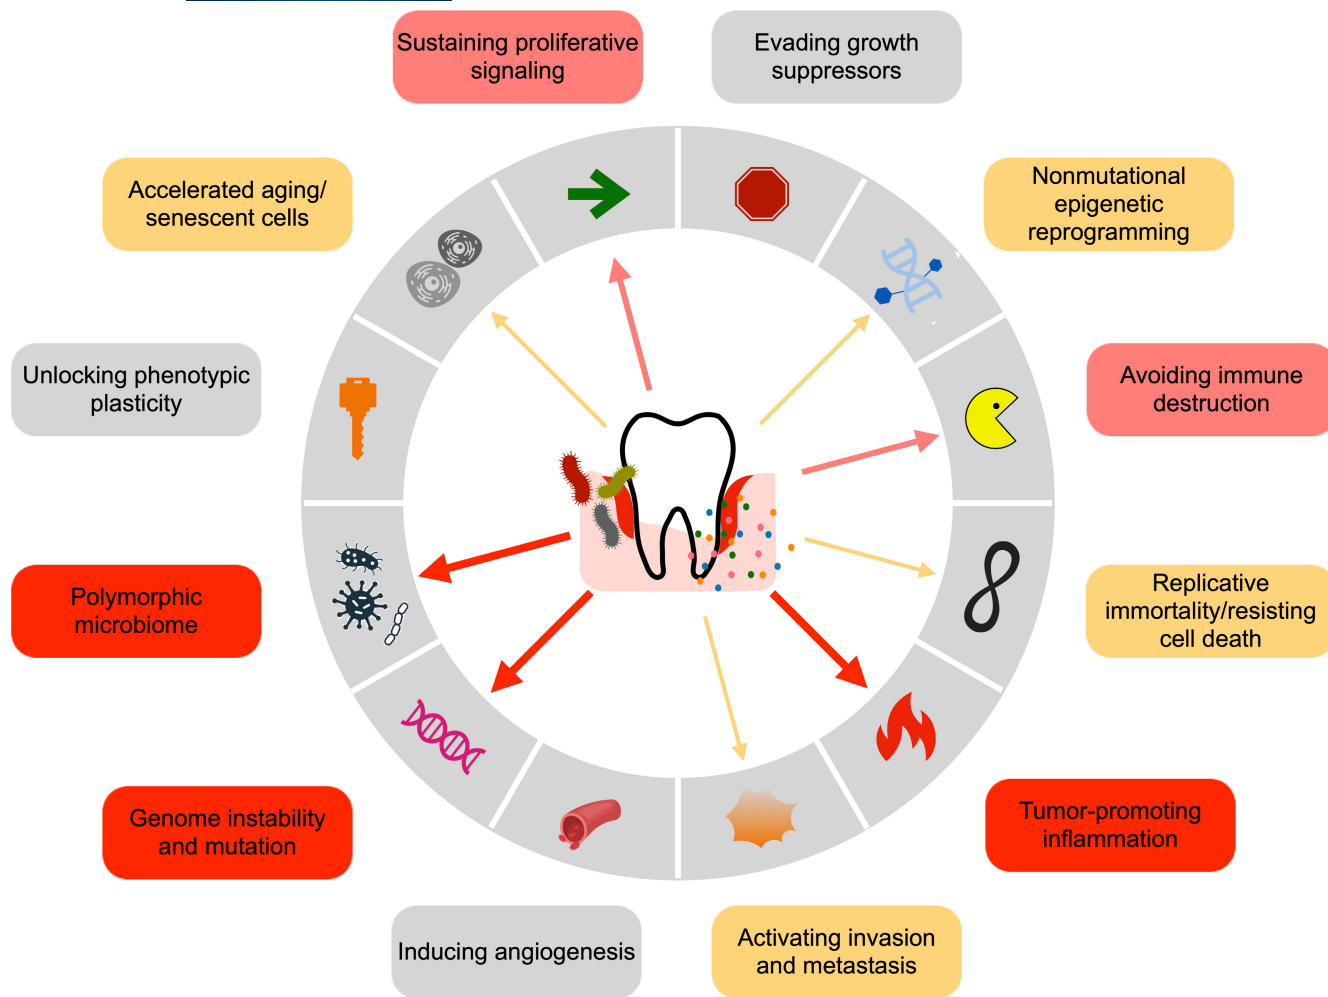 Sustaining proliferative
signaling
Evading growth
suppressors
Accelerated aging/
senescent cells
Nonmutational
epigenetic
reprogramming
Unlocking phenotypic
plasticity
Avoiding immune
destruction
Polymorphic
microbiome
Replicative
immortality/resisting
cell death
Genome instability
and mutation
Tumor-promoting
inflammation
Inducing angiogenesis
Activating invasion
and metastasis